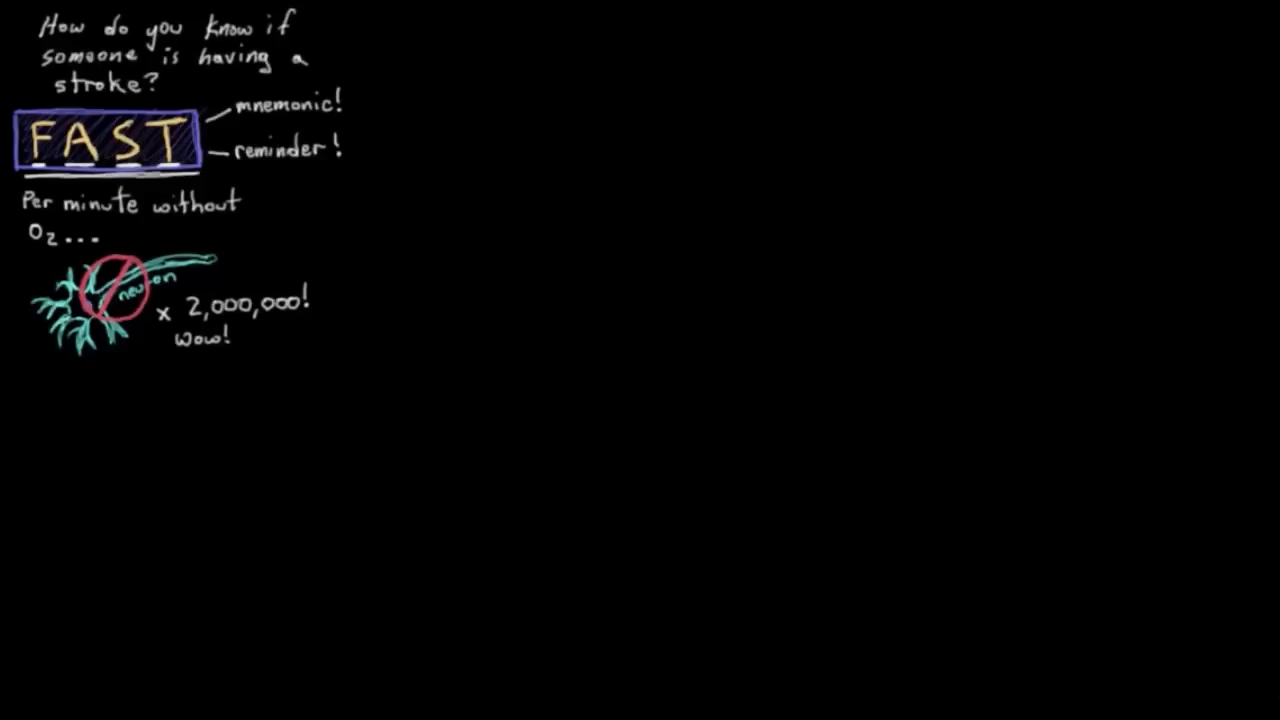 How do you know if
someone is having a
stroke?
mnemonic!
FAST
reminder!
Per minute without
O2...
neuron
x 2,000,000!
Wow!